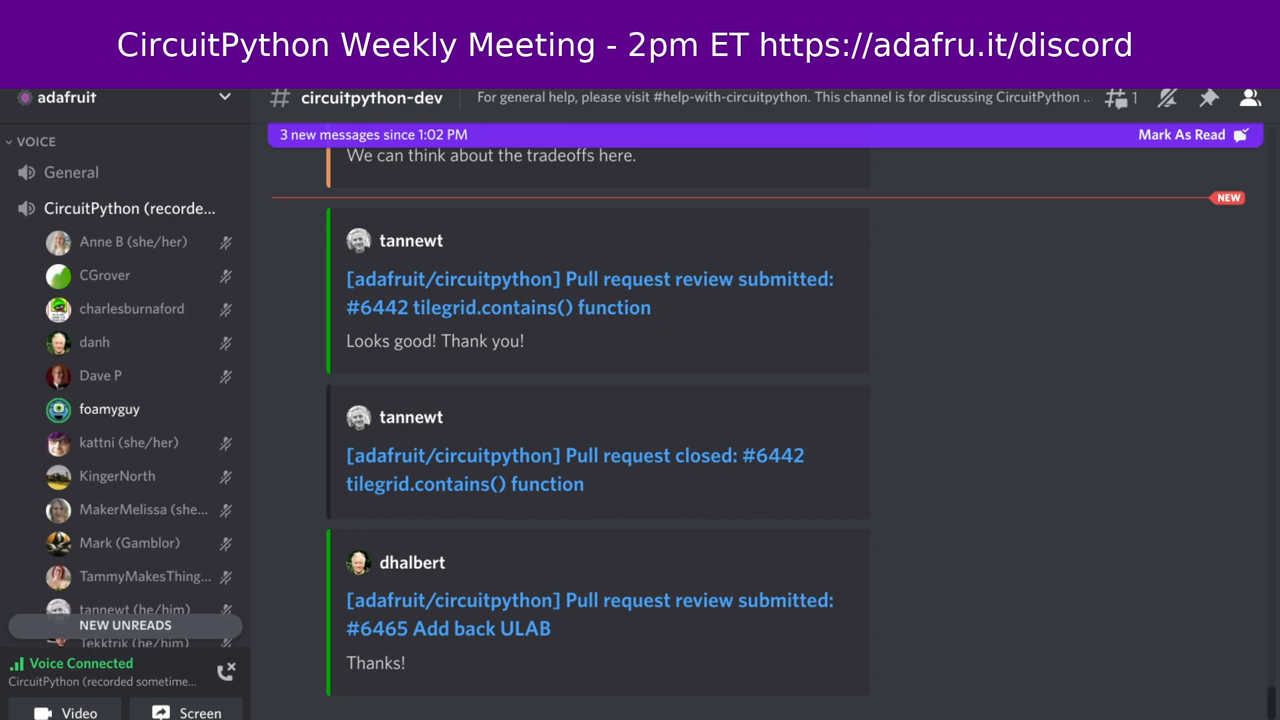 CircuitPython Weekly Meeting - 2pm ET https://adafru.it/discord
adafruit
# circuitpython-dev
For general help, please visit #help-with-circuitpython. This channel is for discussing CircuitPython ...
1
3 new messages since 1:02 PM
Mark As Read
VOICE
General
CircuitPython (recorde...
Anne B (she/her)
CGrover
charlesburnaford
danh
Dave P
foamyguy
kattni (she/her)
KingerNorth
MakerMelissa (she...
Mark (Gamblor)
TammyMakesThing...
tannewt (he/him)
NEW UNREADS
Tekktrik (he/him)
Voice Connected
CircuitPython (recorded sometime...
Video
Screen
We can think about the tradeoffs here.
NEW
tannewt
[adafruit/circuitpython] Pull request review submitted:
#6442 tilegrid.contains() function
Looks good! Thank you!
tannewt
[adafruit/circuitpython] Pull request closed: #6442
tilegrid.contains() function
dhalbert
[adafruit/circuitpython] Pull request review submitted:
#6465 Add back ULAB
Thanks!